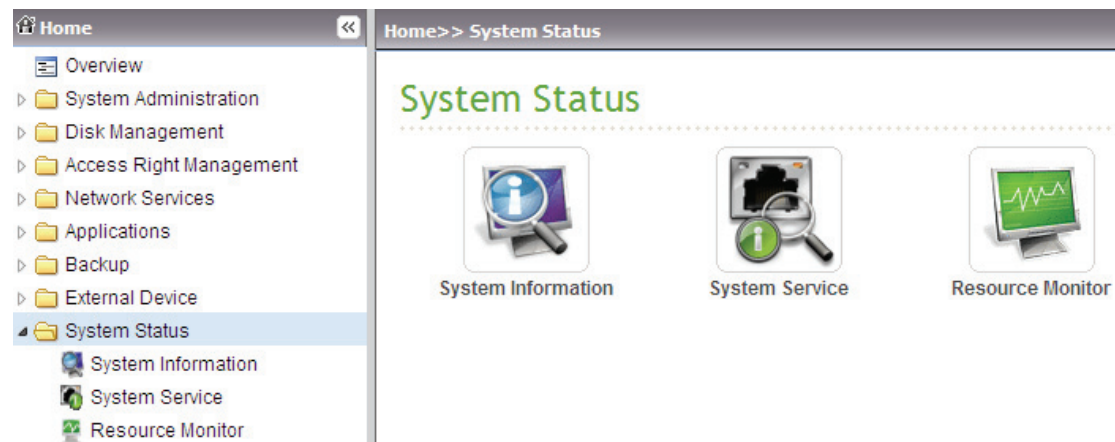 Home
Overview
System Administration
Disk Management
Access Right Management
Network Services
Applications
Backup
External Device
System Status
System Information
System Service
Resource Monitor
Home>> System Status
System Status
System Information
System Service
Resource Monitor